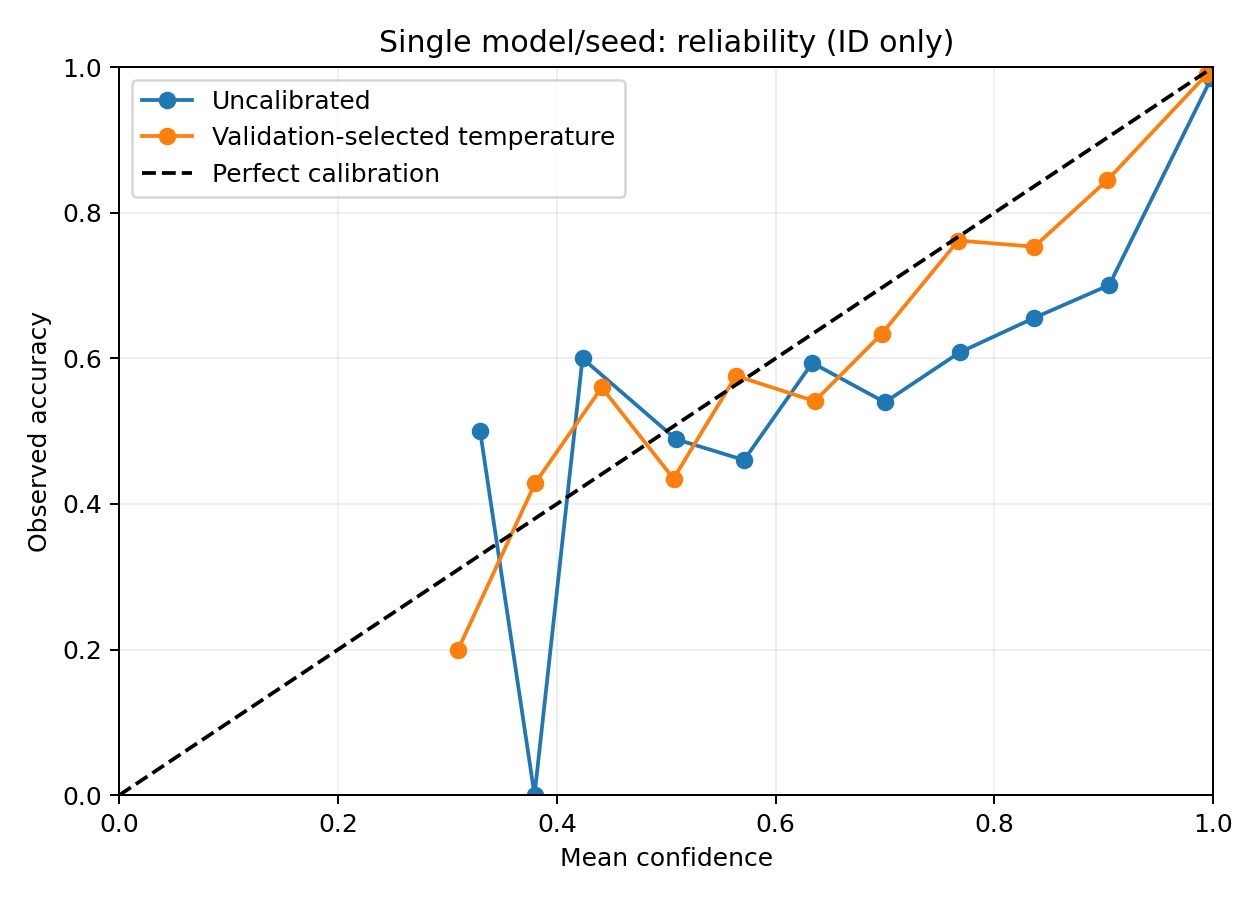 Single model/seed: reliability (ID only)
Uncalibrated
Validation-selected temperature
Perfect calibration
Observed accuracy
1.0
0.8
0.6
0.4
0.2
0.0
0.0 0.2 0.4 0.6 0.8 1.0
Mean confidence